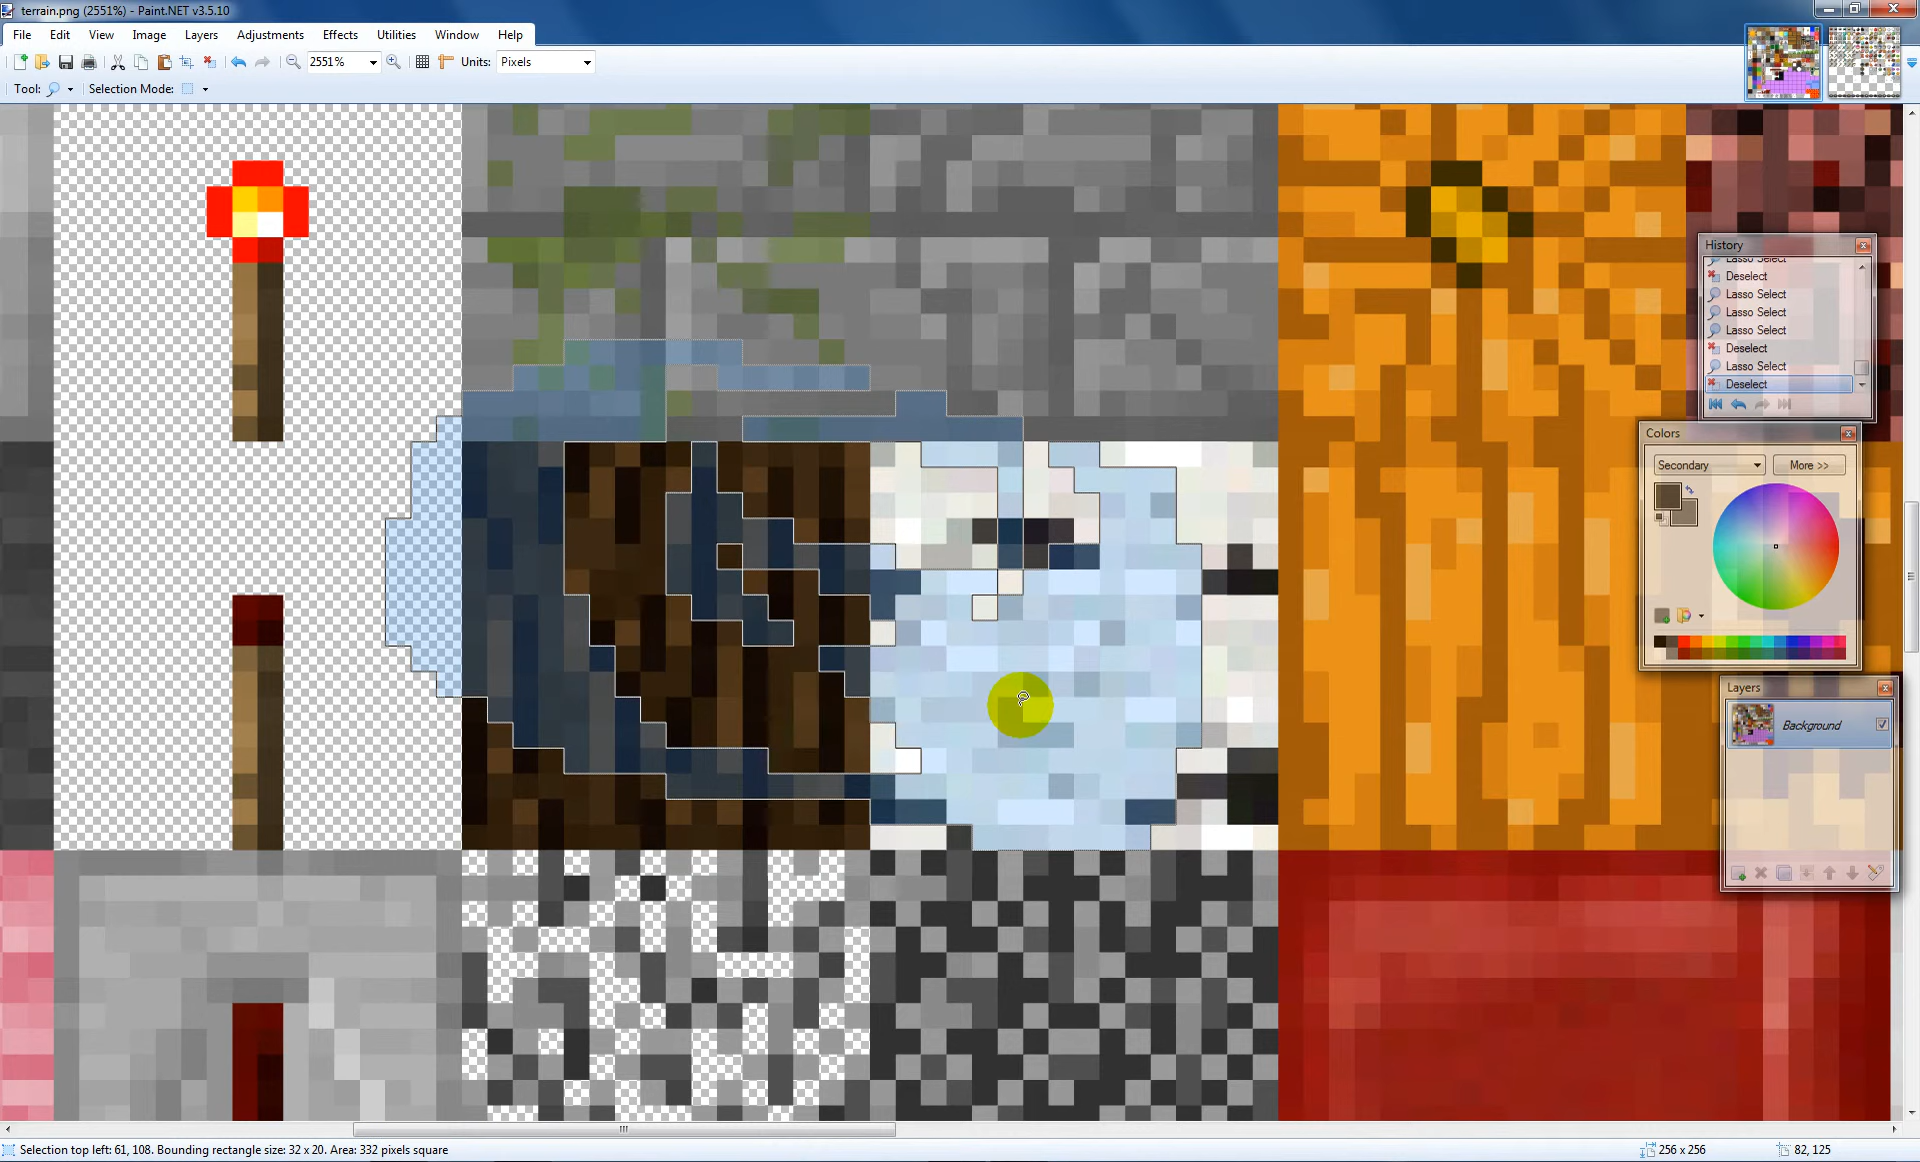 terrain.png (2551%) - Paint.NET v3.5.10
File Edit View Image Layers Adjustments Effects Utilities Window Help
2551% Units: Pixels
Tool: Selection Mode:
History
Lasso Select
Deselect
Lasso Select
Lasso Select
Lasso Select
Deselect
Lasso Select
Deselect
Colors
Secondary More >>
Layers
Background
Selection top left: 61, 108. Bounding rectangle size: 32 x 20. Area: 332 pixels square 256 x 256 82, 125